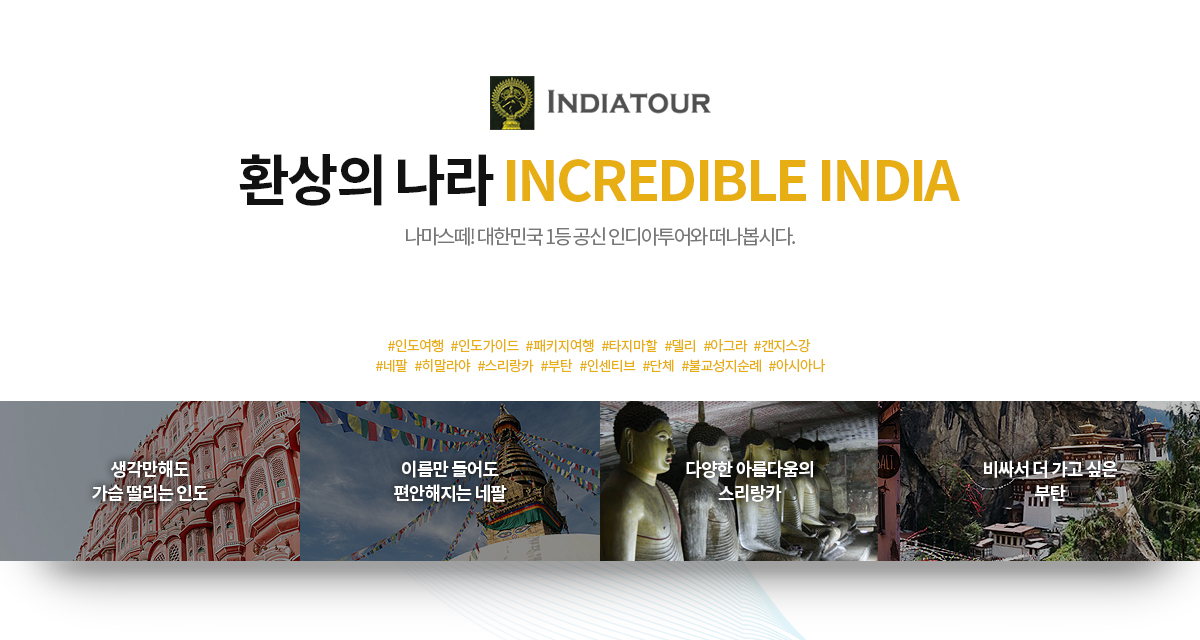 INDIATOUR
환상의 나라 INCREDIBLE INDIA
나마스떼! 대한민국 1등 공신 인디아투어와 떠나봅시다.
#인도여행 #인도가이드 #패키지여행 #타지마할 #델리 #아그라 #갠지스강
#네팔 #히말라야 #스리랑카 #부탄 #인센티브 #단체 #불교성지순례 #아시아나
생각만해도
가슴 떨리는 인도
이름만 들어도
편안해지는 네팔
다양한 아름다움의
스리랑카
BALI.
비싸서 더 가고 싶은
부탄